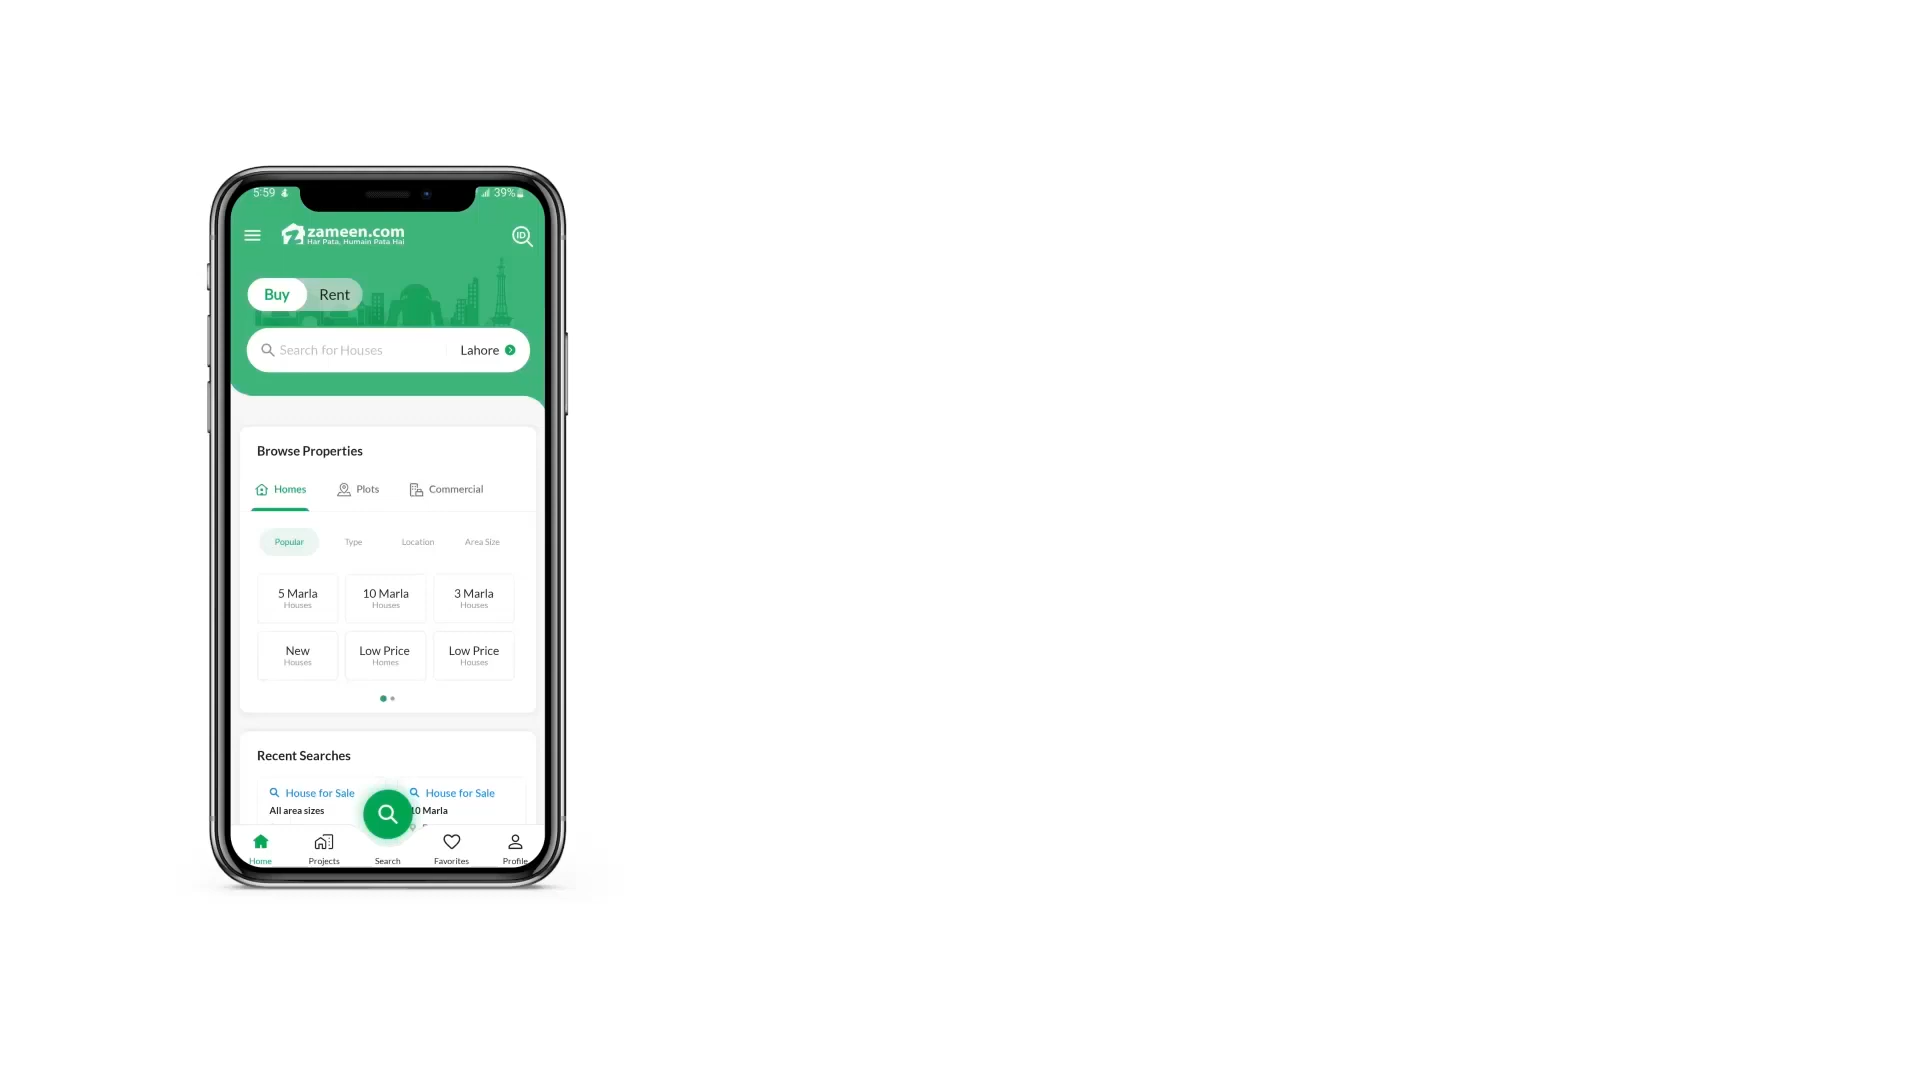 5:59
39%
zameen.com
Har Pata, Humain Pata Hai
ID
Buy Rent
Search for Houses Lahore
Browse Properties
Homes Plots Commercial
Popular Type Location Area Size
5 Marla 10 Marla 3 Marla
Houses Houses Houses
New Low Price Low Price
Houses Homes Houses
Recent Searches
House for Sale House for Sale
All area sizes 10 Marla
Home Projects Search Favorites Profile